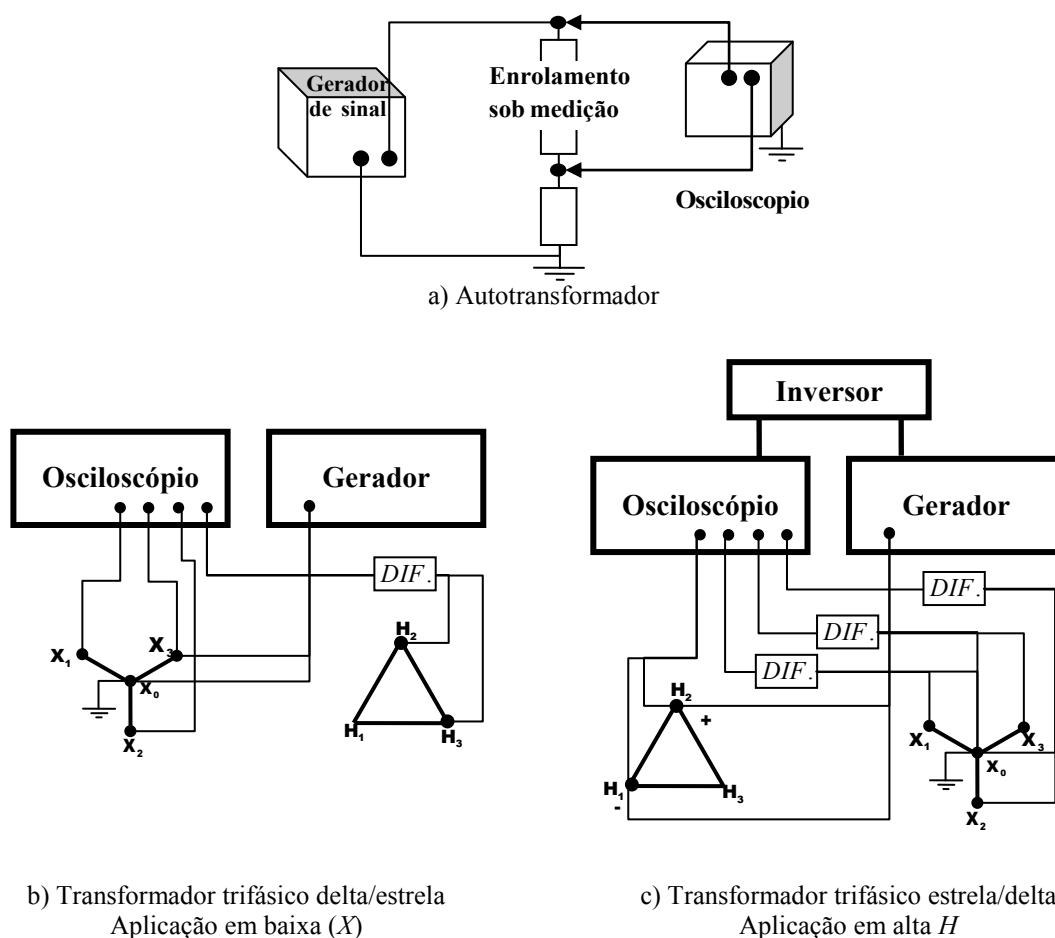 Gerador
de sinal
Enrolamento
sob medição
Osciloscopio
a) Autotransformador
Osciloscópio
Gerador
DIF.
X1
X3
X0
X2
H2
H1
H3
b) Transformador trifásico delta/estrela
Aplicação em baixa (X)
Inversor
Osciloscópio
Gerador
DIF.
DIF.
DIF.
H2
+
H1
-
H3
X1
X3
X0
X2
c) Transformador trifásico estrela/delta
Aplicação em alta H